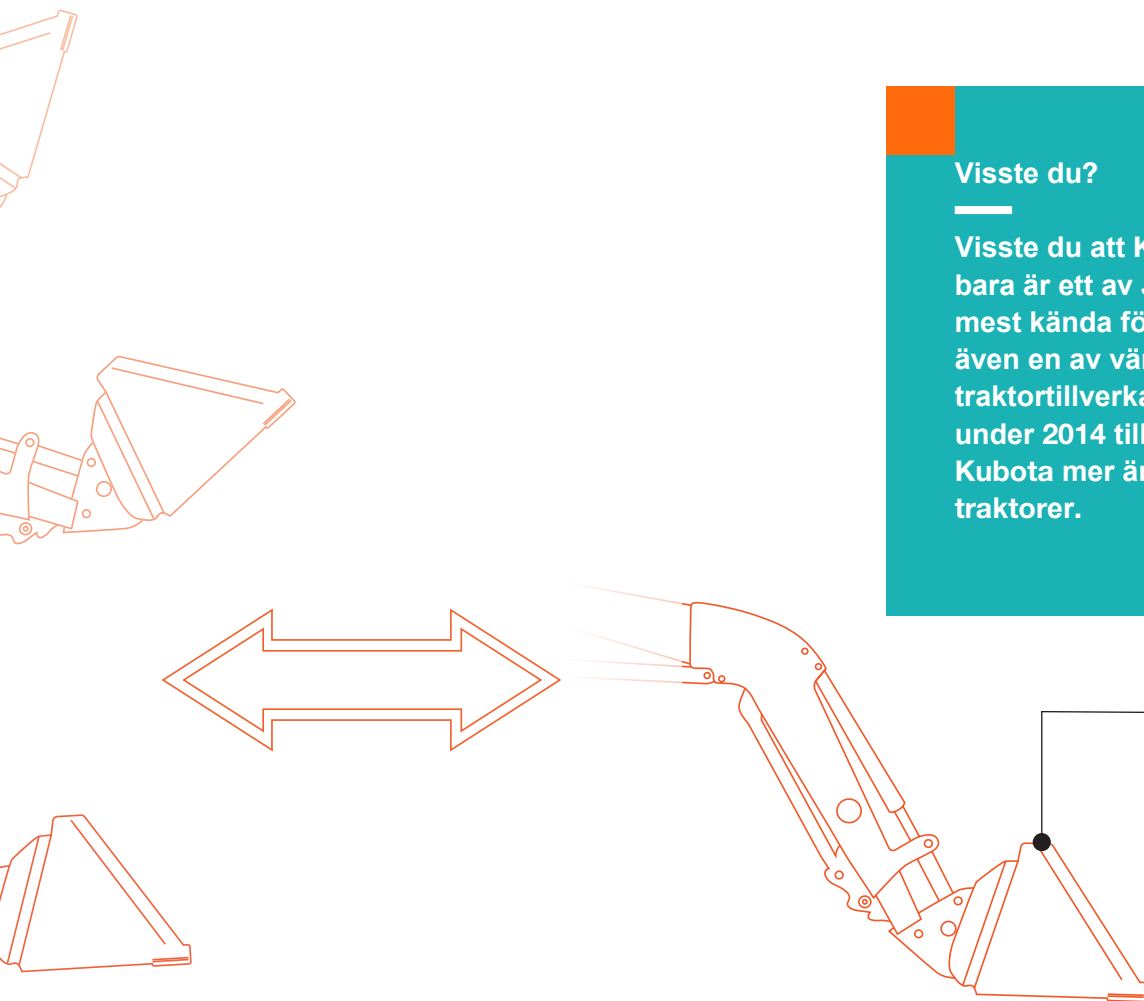 Visste du?
Visste du att K
bara är ett av
mest kända fö
även en av vär
traktortillverka
under 2014 till
Kubota mer är
traktorer.